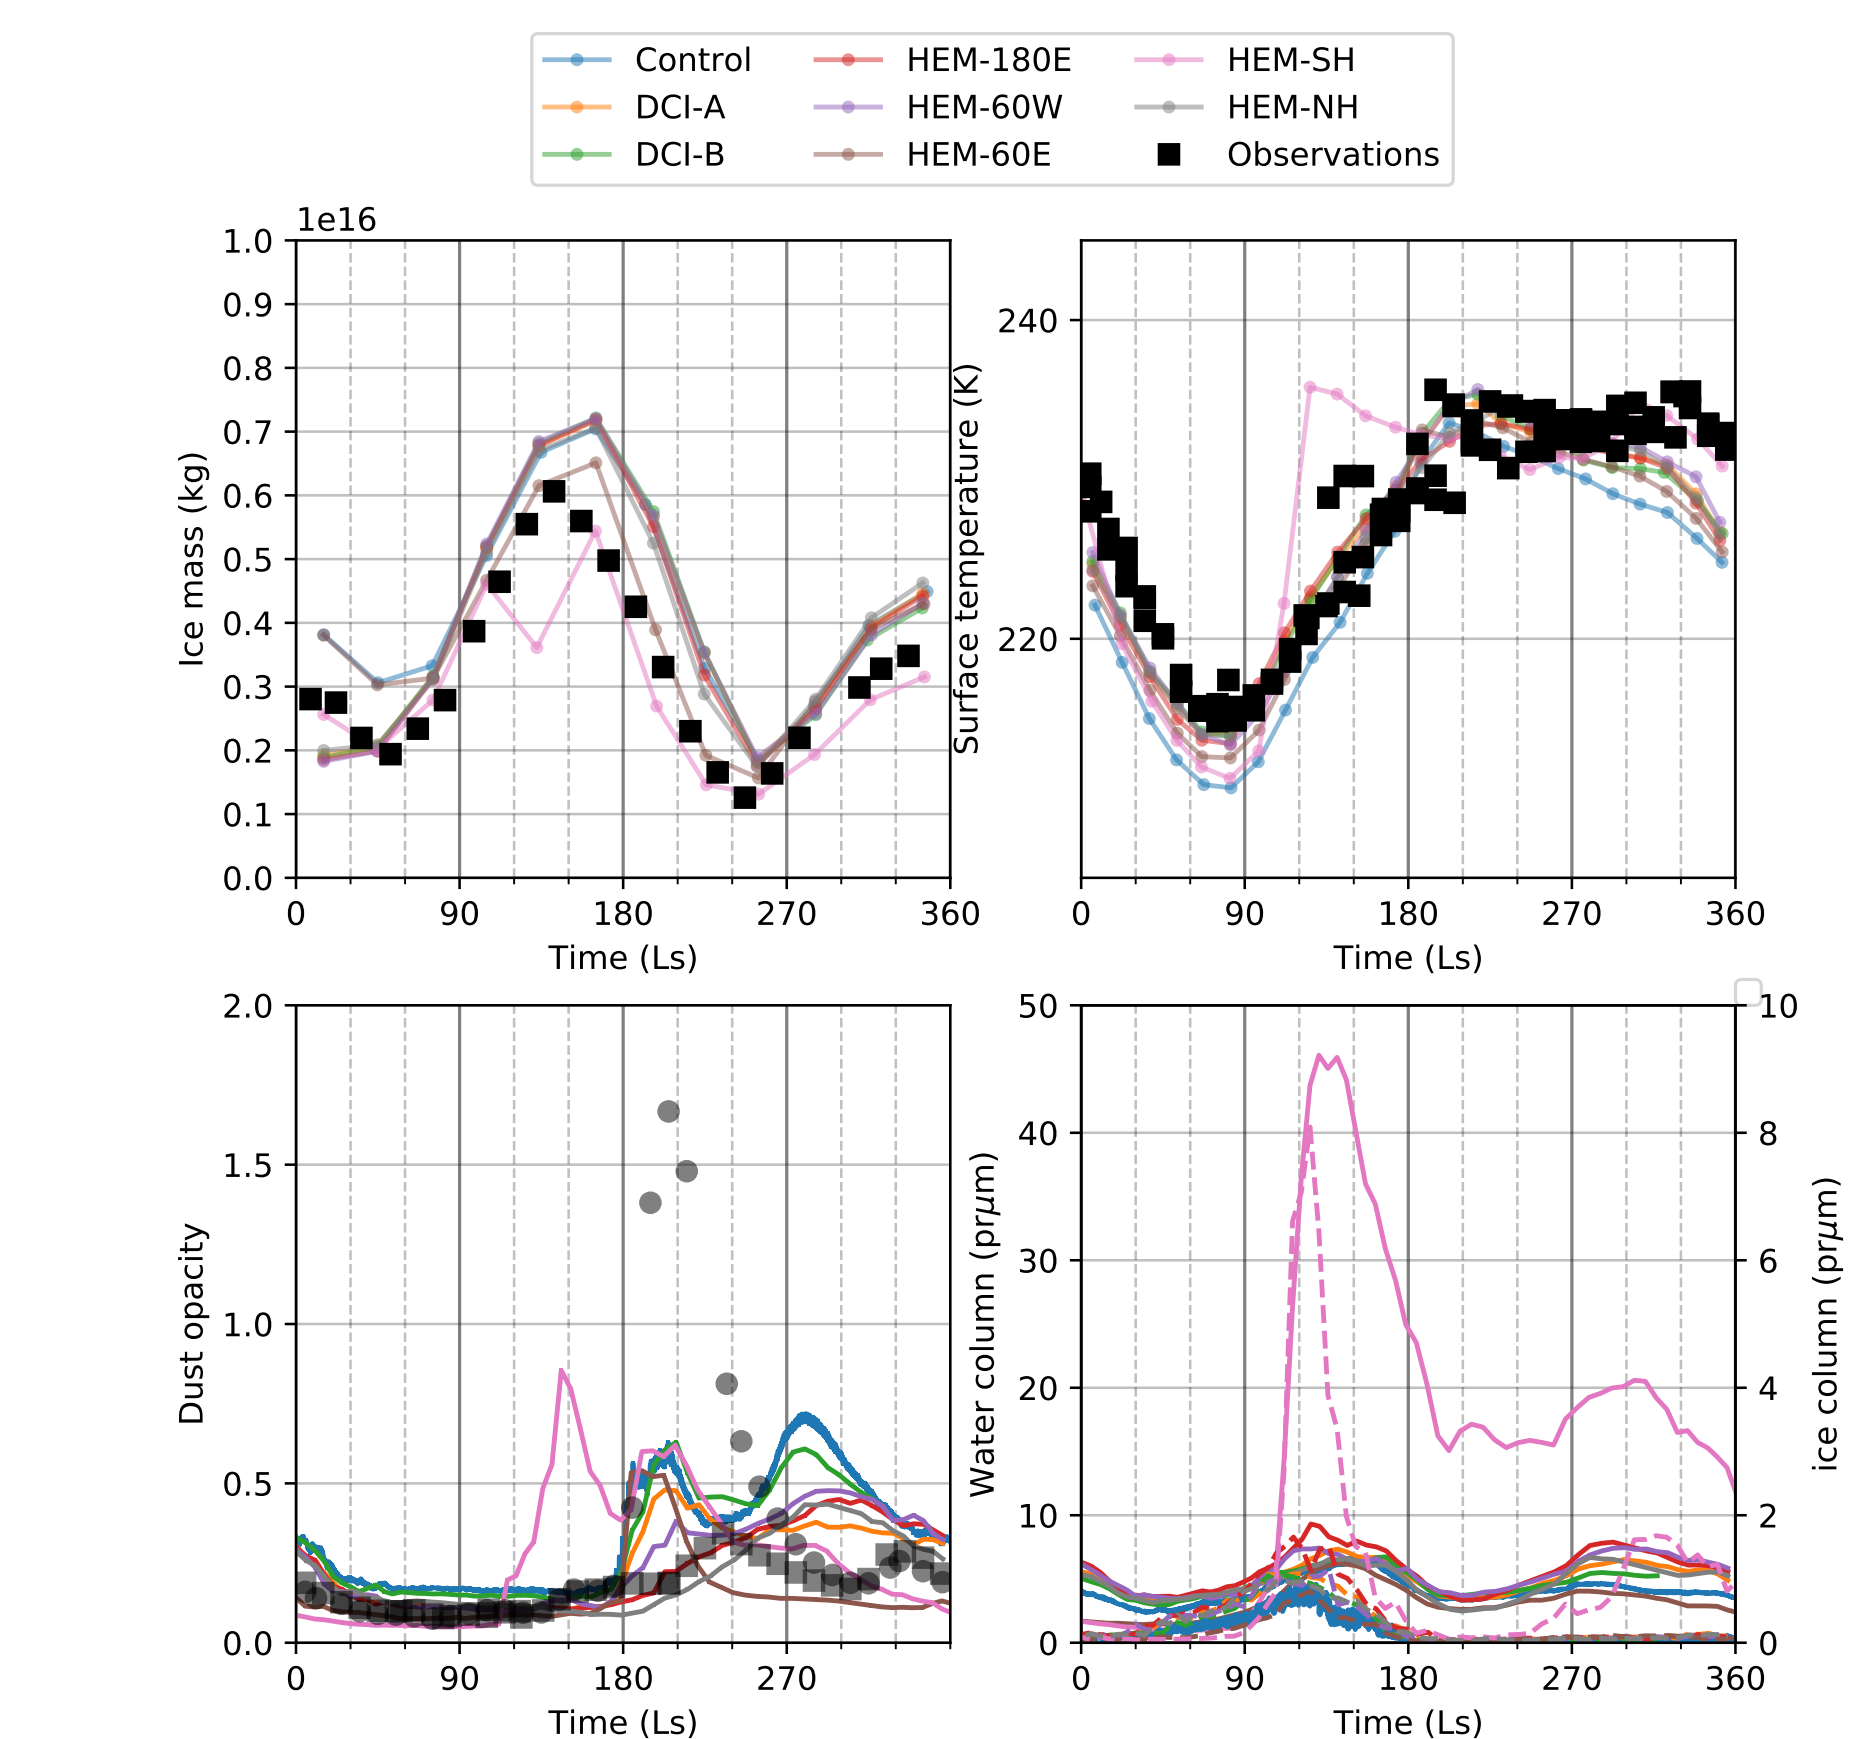 Control
HEM-180E
HEM-SH
DCI-A
HEM-60W
HEM-NH
DCI-B
HEM-60E
Observations
1e16
1.0
0.9
0.8
0.7
0.6
0.5
0.4
0.3
0.2
0.1
0.0
Ice mass (kg)
0 90 180 270 360
Time (Ls)
240
220
Surface temperature (K)
0 90 180 270 360
Time (Ls)
2.0
1.5
1.0
0.5
0.0
Dust opacity
0 90 180 270
Time (Ls)
50
40
30
20
10
0
Water column (prμm)
10
8
6
4
2
0
ice column (prμm)
0 90 180 270 360
Time (Ls)